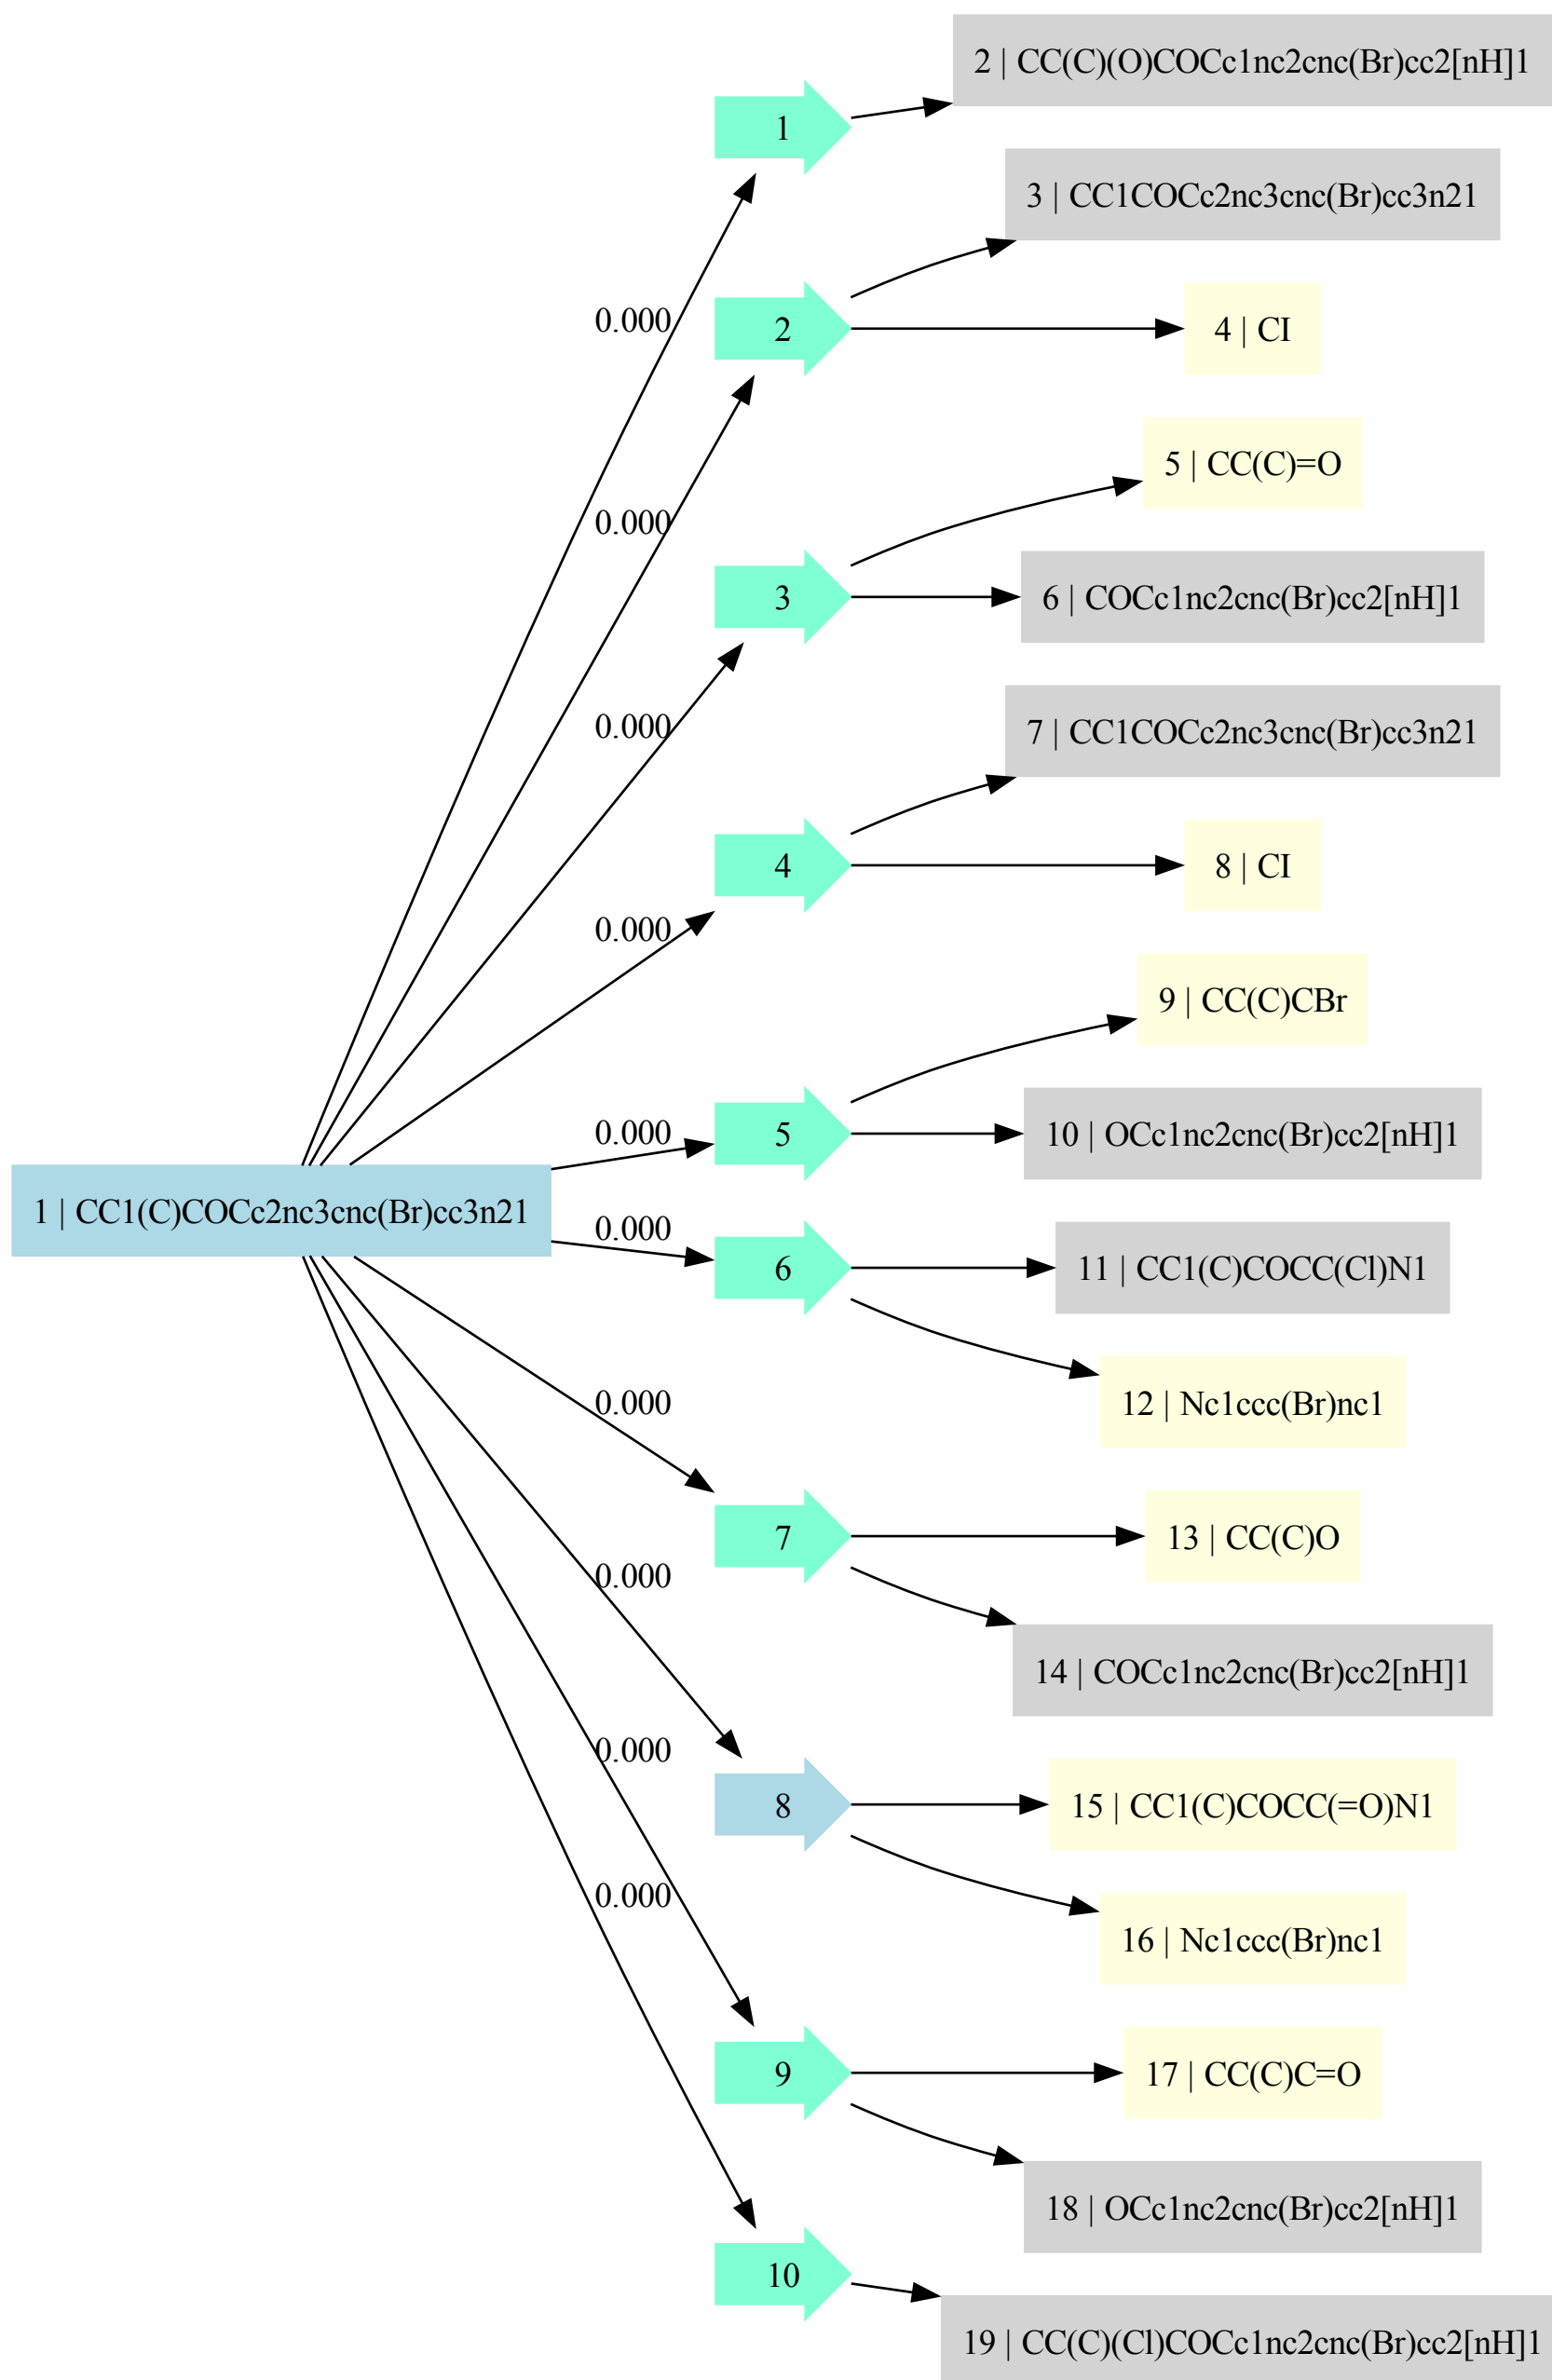 2 | CC(C)(O)COCc1nc2cnc(Br)cc2[nH]1
1
3 | CC1COCc2nc3cnc(Br)cc3n21
0.000
2
4 | CI
5 | CC(C)=O
0.000
3
6 | COCc1nc2cnc(Br)cc2[nH]1
0.000
7 | CC1COCc2nc3cnc(Br)cc3n21
4
8 | CI
0.000
9 | CC(C)CBr
0.000
5
10 | OCc1nc2cnc(Br)cc2[nH]1
1 | CC1(C)COCc2nc3cnc(Br)cc3n21
0.000
6
11 | CC1(C)COCC(Cl)N1
0.000
12 | Nc1ccc(Br)nc1
7
13 | CC(C)O
0.000
14 | COCc1nc2cnc(Br)cc2[nH]1
0.000
8
15 | CC1(C)COCC(=O)N1
0.000
16 | Nc1ccc(Br)nc1
9
17 | CC(C)C=O
18 | OCc1nc2cnc(Br)cc2[nH]1
10
19 | CC(C)(Cl)COCc1nc2cnc(Br)cc2[nH]1